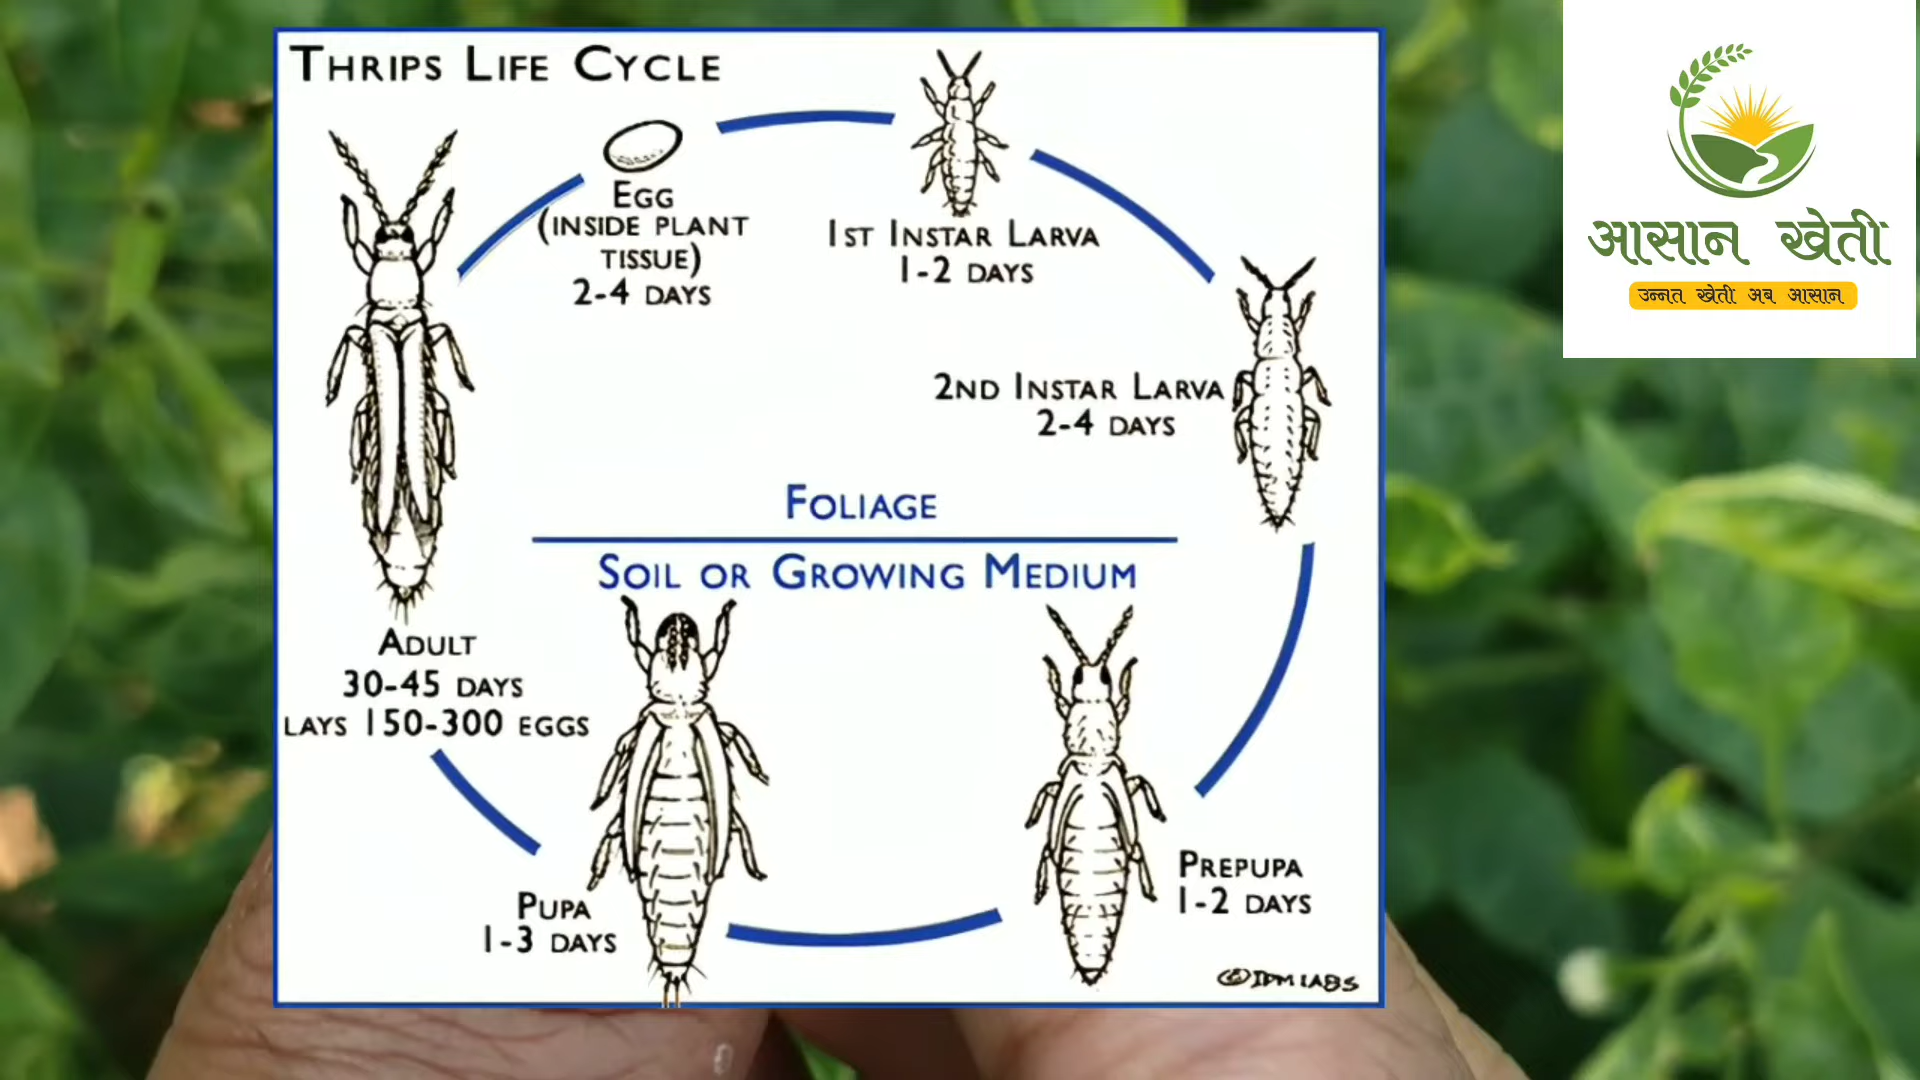 THRIPS LIFE CYCLE
EGG
(INSIDE PLANT
TISSUE)
2-4 DAYS
1ST INSTAR LARVA
1-2 DAYS
2ND INSTAR LARVA
2-4 DAYS
FOLIAGE
SOIL OR GROWING MEDIUM
ADULT
30-45 DAYS
LAYS 150-300 EGGS
PUPA
1-3 DAYS
PREPUPA
1-2 DAYS
© IPM LABS
आसान खेती
उन्नत खेती अब आसान